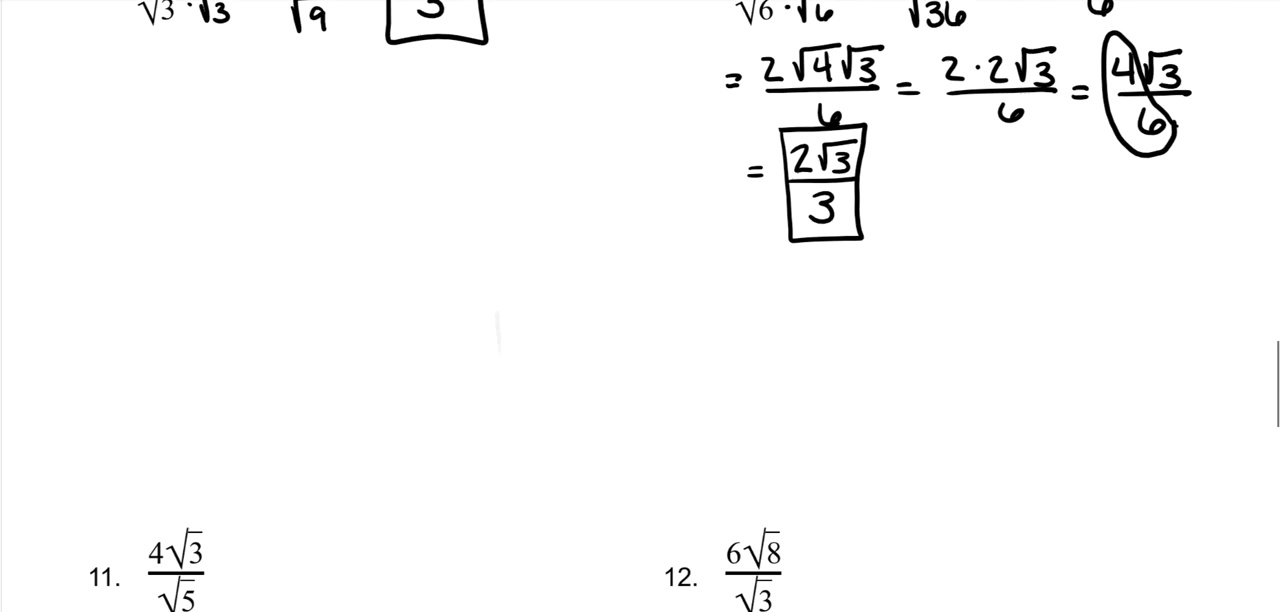 √3 · √3 √9 3 √6 · √6 √36 6
= 2√4√3 / 6 = 2 · 2√3 / 6 = 4√3 / 6
= 2√3 / 3
11. 4√3 / √5 12. 6√8 / √3